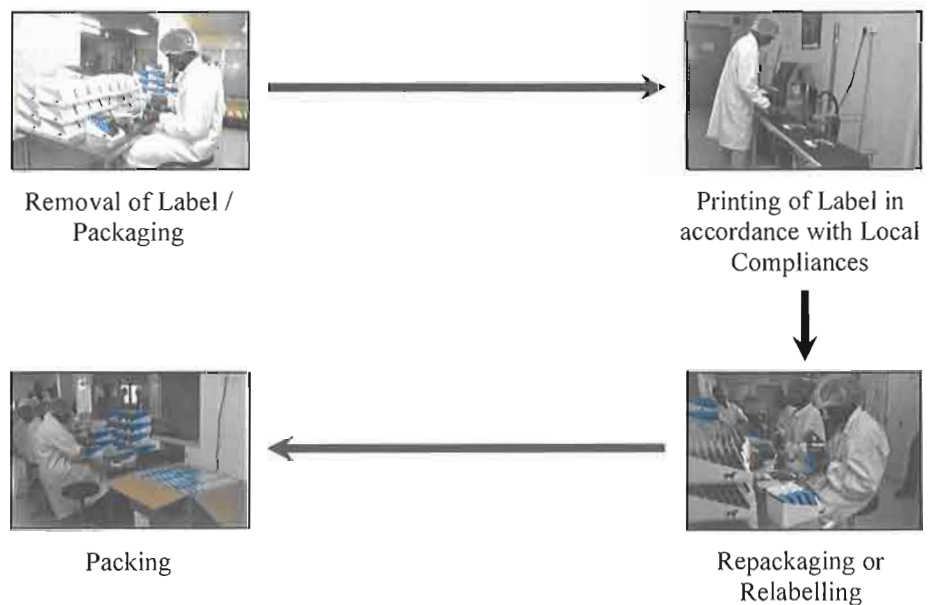 Removal of Label /
Packaging
Printing of Label in
accordance with Local
Compliances
Repackaging or
Relabelling
Packing